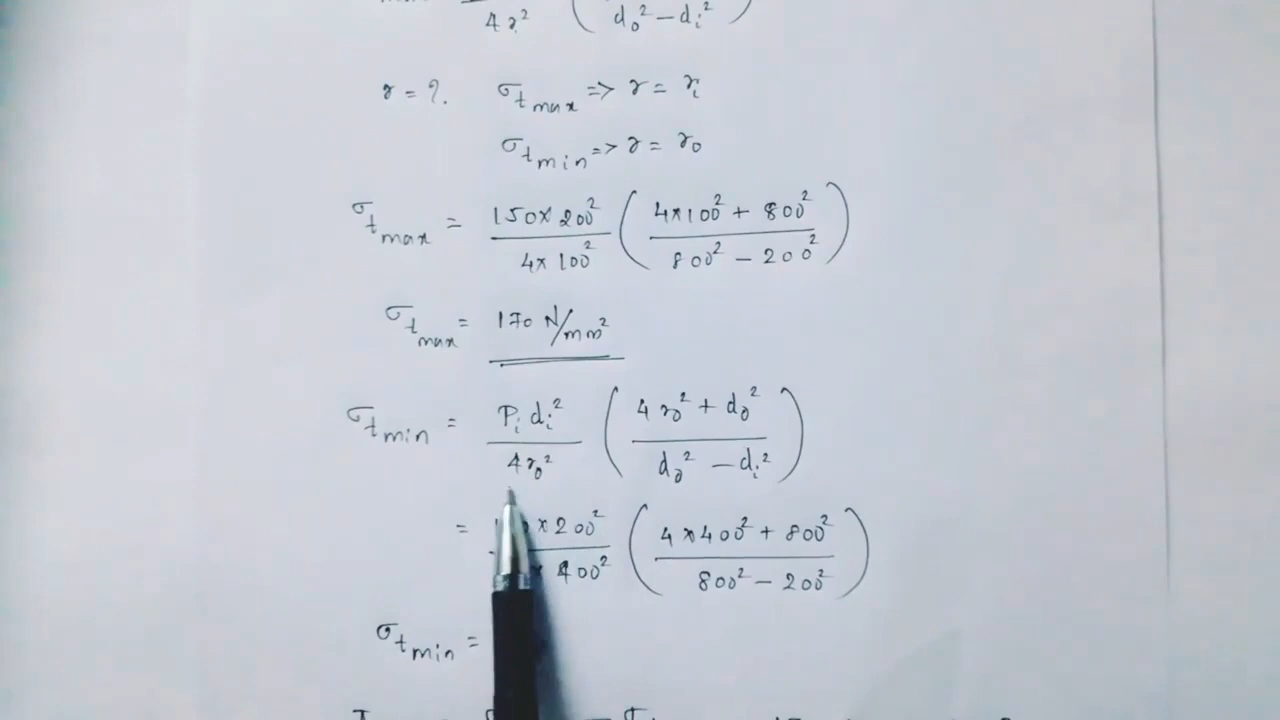 4r² ( d₀² − dᵢ² )
r = ?. σt max => r = rᵢ
σt min => r = r₀
σt max = 150 × 200² / 4 × 100² ( 4 × 100² + 800² / 800² − 200² )
σt max = 170 N/mm²
σt min = Pᵢ dᵢ² / 4r₀² ( 4r₀² + d₀² / d₀² − dᵢ² )
= × 200² / 400² ( 4 × 400² + 800² / 800² − 200² )
σt min =